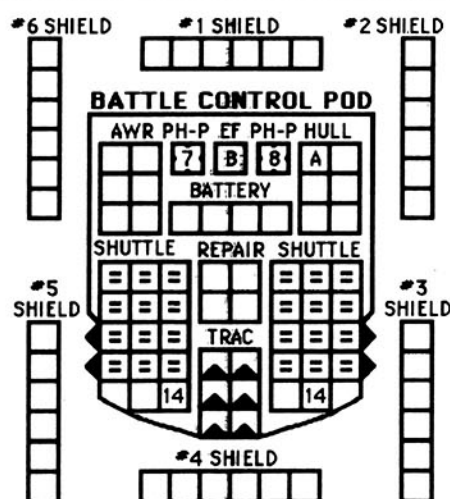 #6 SHIELD #1 SHIELD #2 SHIELD
BATTLE CONTROL POD
AWR PH-P EF PH-P HULL
7 B 8 A
BATTERY
SHUTTLE REPAIR SHUTTLE
= = = = = =
#5 SHIELD
= = = = = =
#3 SHIELD
= = = = = =
TRAC
= = = = = =
14 14
#4 SHIELD